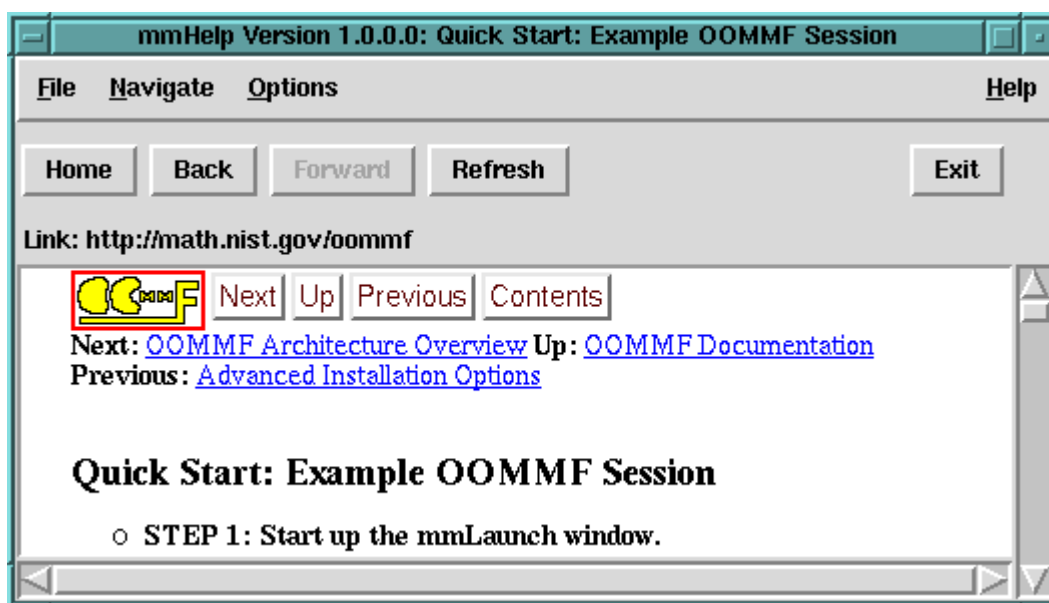 mmHelp Version 1.0.0.0: Quick Start: Example OOMMF Session
File Navigate Options Help
Home Back Forward Refresh Exit
Link: http://math.nist.gov/oommf
OOMMF Next Up Previous Contents
Next: OOMMF Architecture Overview Up: OOMMF Documentation
Previous: Advanced Installation Options
Quick Start: Example OOMMF Session
STEP 1: Start up the mmLaunch window.